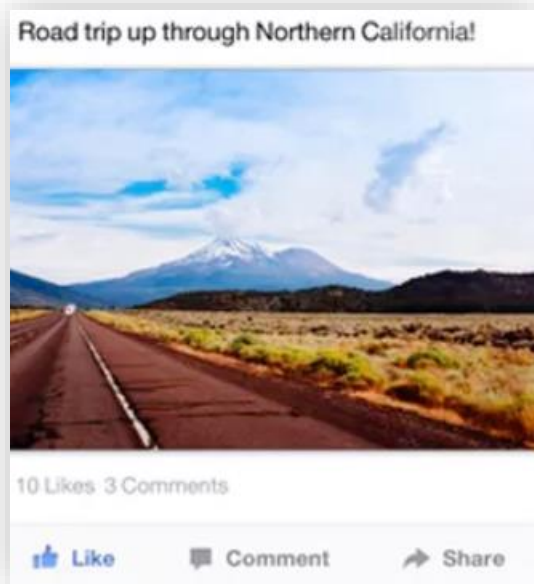 Road trip up through Northern California!
10 Likes 3 Comments
Like Comment Share